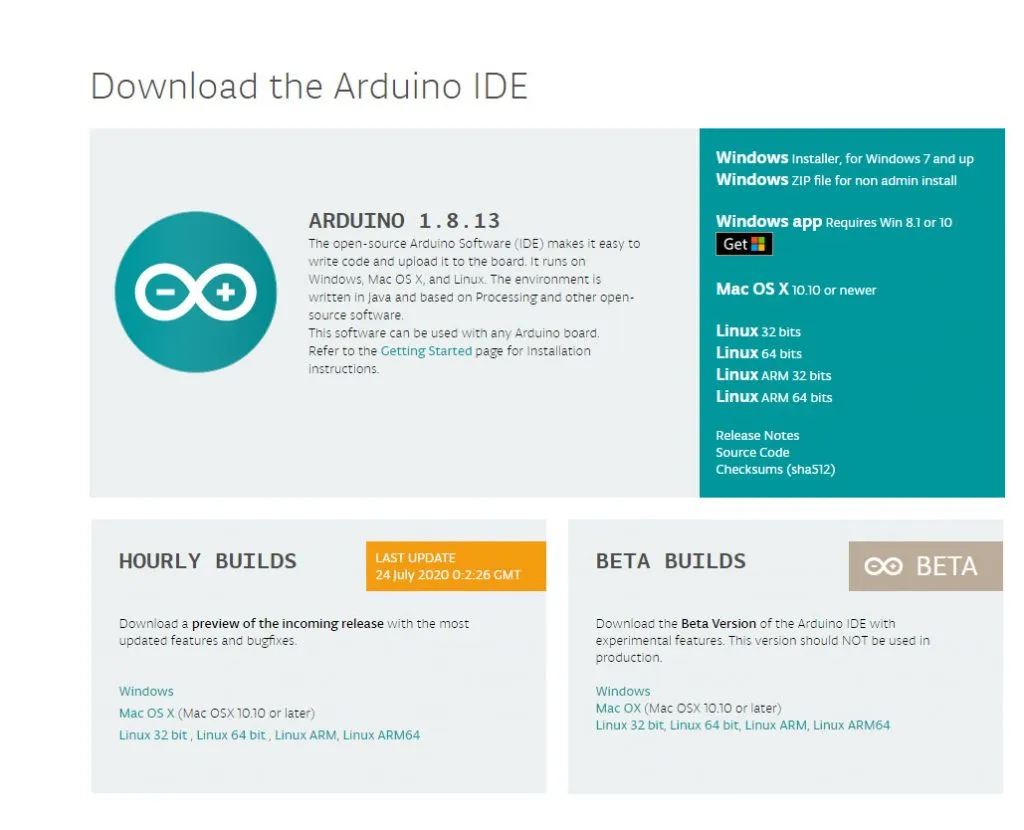 Download the Arduino IDE
ARDUINO 1.8.13
The open-source Arduino Software (IDE) makes it easy to
write code and upload it to the board. It runs on
Windows, Mac OS X, and Linux. The environment is
written in Java and based on Processing and other open-
source software.
This software can be used with any Arduino board.
Refer to the Getting Started page for Installation
instructions.
Windows Installer, for Windows 7 and up
Windows ZIP file for non admin install
Windows app Requires Win 8.1 or 10
Get
Mac OS X 10.10 or newer
Linux 32 bits
Linux 64 bits
Linux ARM 32 bits
Linux ARM 64 bits
Release Notes
Source Code
Checksums (sha512)
HOURLY BUILDS
LAST UPDATE
24 July 2020 0:2:26 GMT
Download a preview of the incoming release with the most
updated features and bugfixes.
Windows
Mac OS X (Mac OSX 10.10 or later)
Linux 32 bit , Linux 64 bit , Linux ARM, Linux ARM64
BETA BUILDS
BETA
Download the Beta Version of the Arduino IDE with
experimental features. This version should NOT be used in
production.
Windows
Mac OX (Mac OSX 10.10 or later)
Linux 32 bit, Linux 64 bit, Linux ARM, Linux ARM64